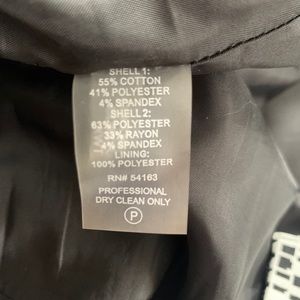 SHELL 1:
55% COTTON
41% POLYESTER
4% SPANDEX
SHELL 2:
63% POLYESTER
33% RAYON
4% SPANDEX
LINING:
100% POLYESTER
RN# 54163
PROFESSIONAL
DRY CLEAN ONLY
P